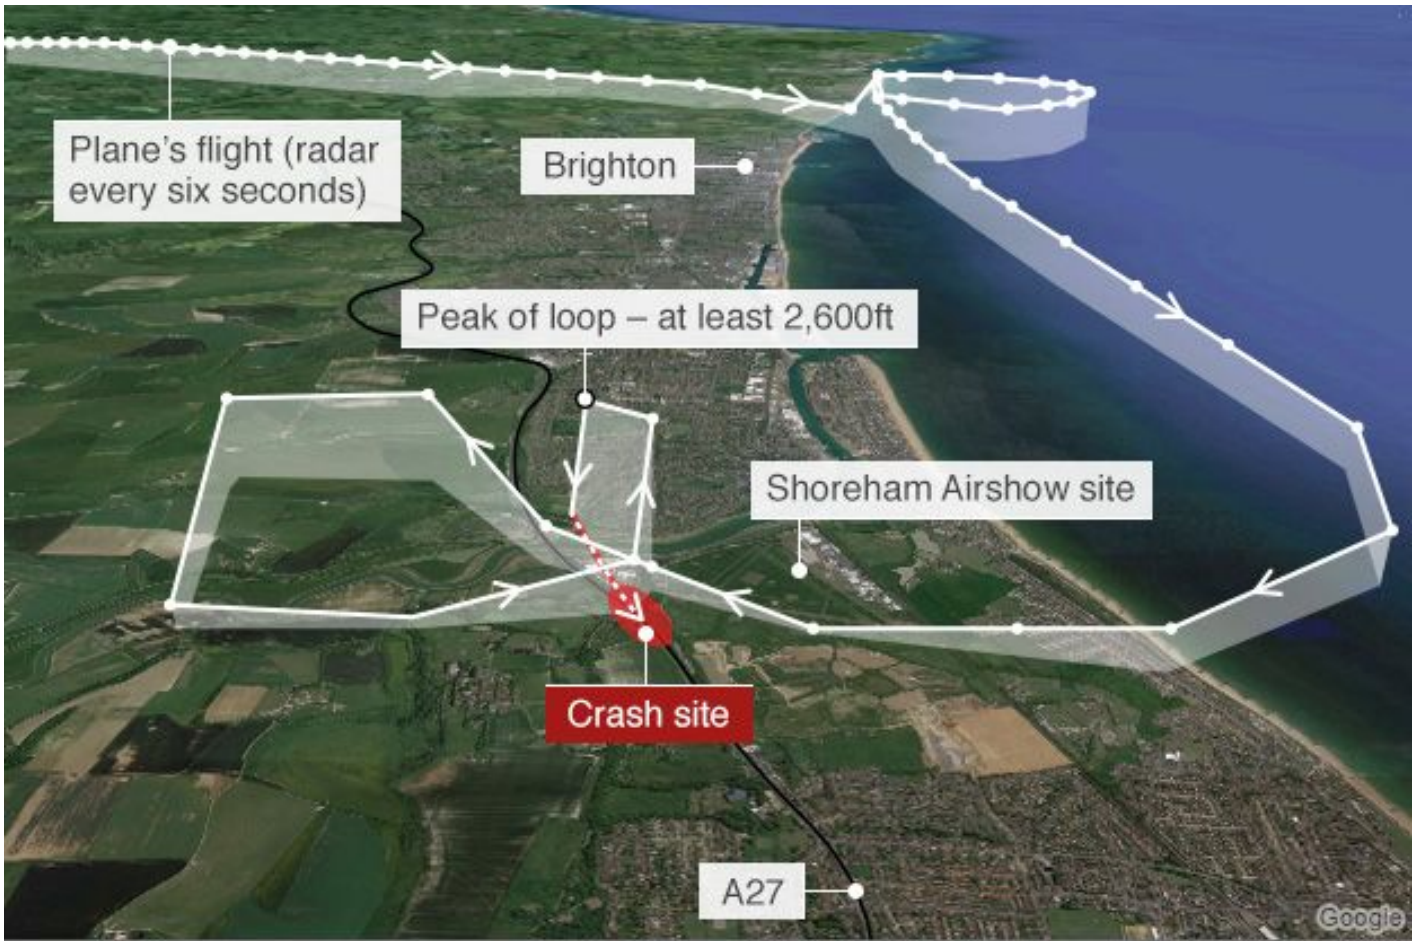 Plane's flight (radar
every six seconds)
Brighton
Peak of loop – at least 2,600ft
Shoreham Airshow site
Crash site
A27
Google